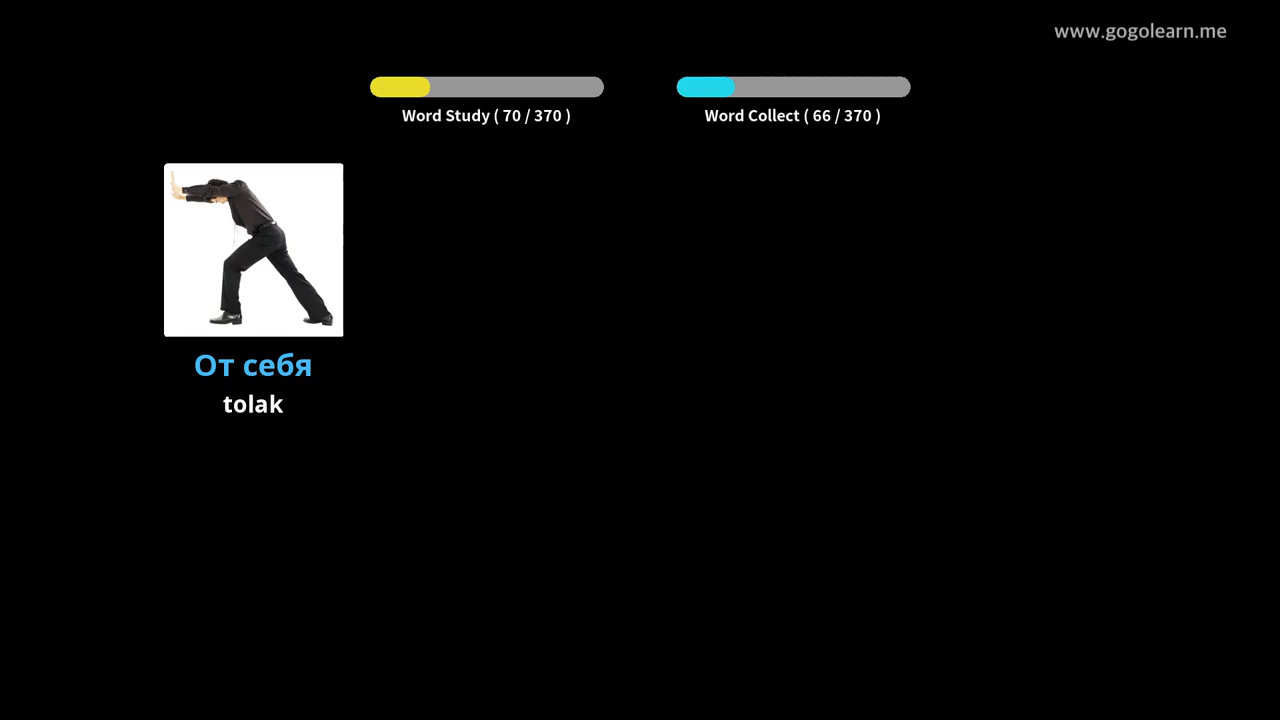 www.gogolearn.me
Word Study ( 70 / 370 )
Word Collect ( 66 / 370 )
От себя
tolak